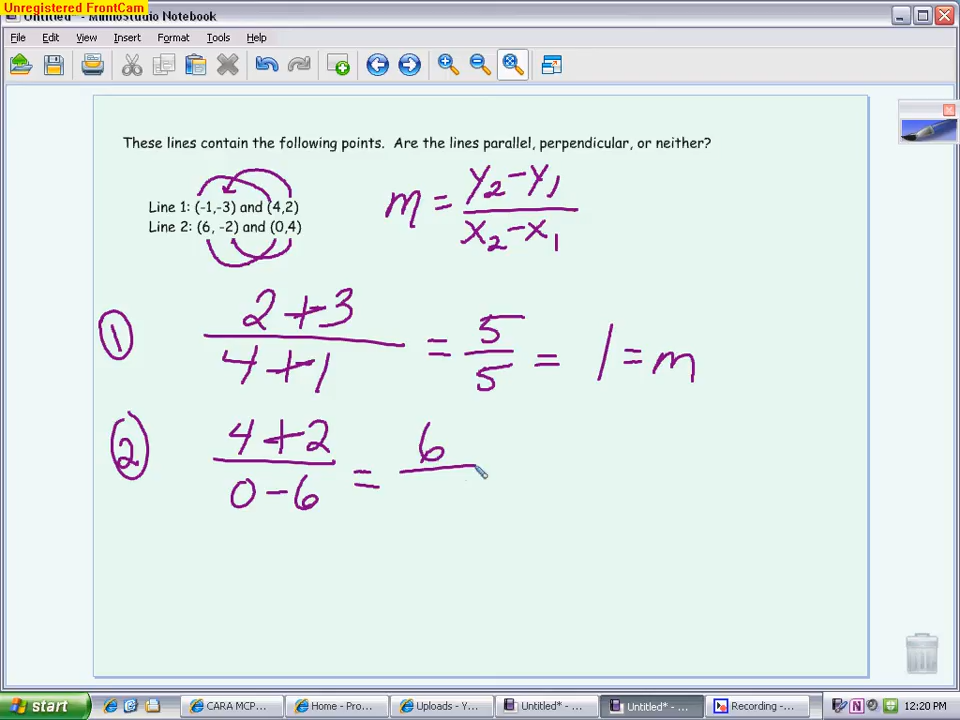 Unregistered FrontCam
Untitled* - MimioStudio Notebook
File Edit View Insert Format Tools Help
These lines contain the following points. Are the lines parallel, perpendicular, or neither?
Line 1: (-1,-3) and (4,2)
Line 2: (6, -2) and (0,4)
m = y₂-y₁
x₂-x₁
① 2+3
4+1
= 5
5
= 1 = m
② 4+2
0-6
= 6
start CARA MCP... Home - Pro... Uploads - Y... Untitled* - ... Untitled* - ... Recording -... 12:20 PM